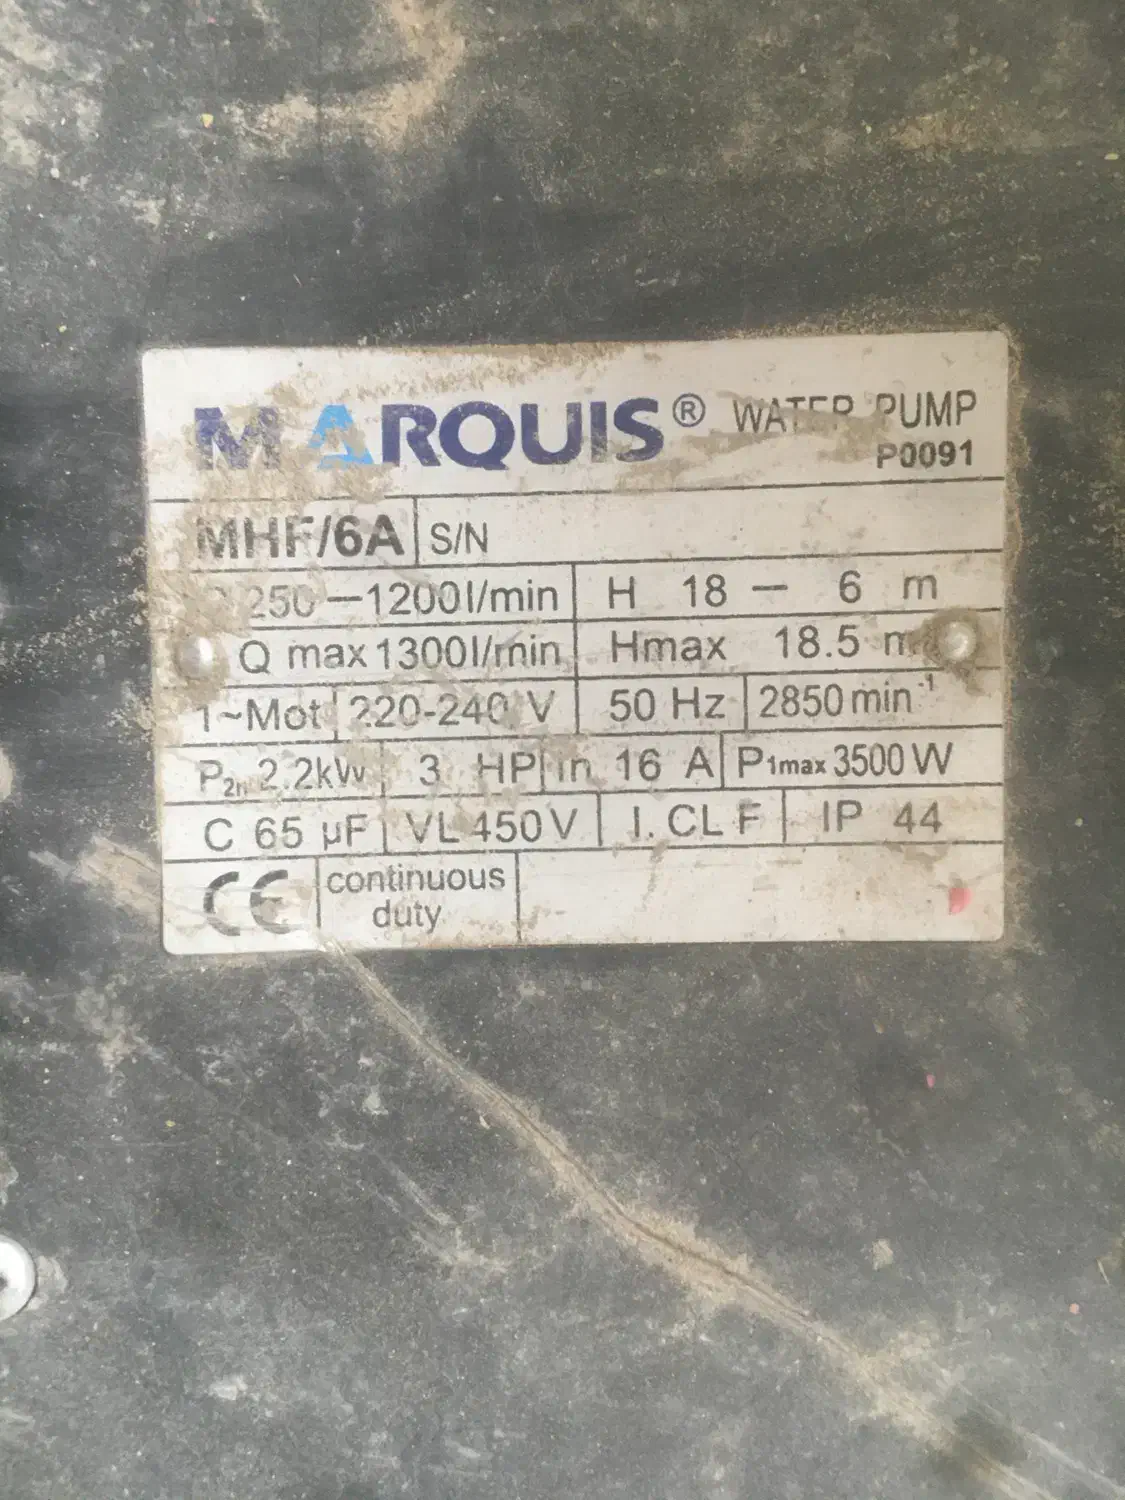 MARQUIS® WATER PUMP
P0091
MHF/6A S/N
250-1200l/min H 18 - 6 m
Q max 1300l/min Hmax 18.5 m
1~Mot 220-240 V 50 Hz 2850 min⁻¹
P2n 2.2kW 3 HP In 16 A P1max 3500 W
C 65 µF VL 450 V I. CL F IP 44
CE continuous
duty